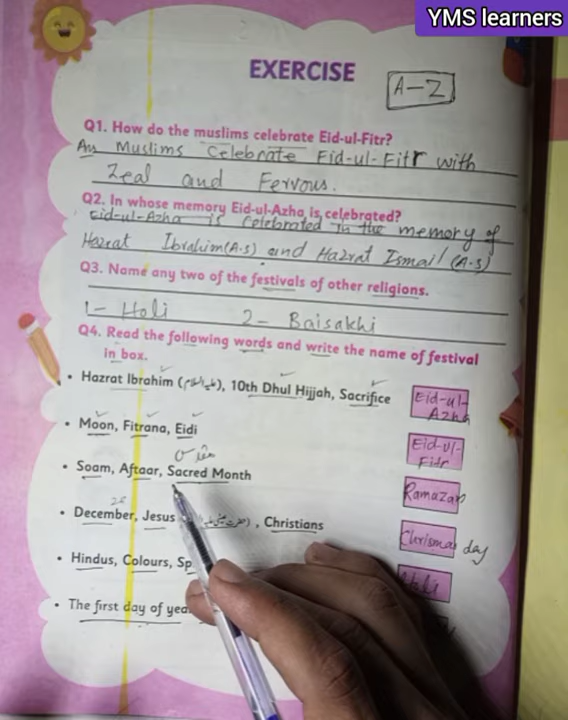 YMS learners
EXERCISE
A-Z
Q1. How do the muslims celebrate Eid-ul-Fitr?
An Muslims Celebrate Eid-ul-Fitr with
Zeal and Fervous.
Q2. In whose memory Eid-ul-Azha is celebrated?
Eid-ul-Azha is celebrated in the memory of
Hazrat Ibrahim(A.S) and Hazrat Ismail (A.S)
Q3. Name any two of the festivals of other religions.
1- Holi 2- Baisakhi
Q4. Read the following words and write the name of festival
in box.
• Hazrat Ibrahim (علیہ السلام), 10th Dhul Hijjah, Sacrifice
Eid-ul-
Azha
• Moon, Fitrana, Eidi
Eid-ul-
Fitr
مقدس
• Soam, Aftaar, Sacred Month
Ramazan
• December, Jesus , Christians
Chrismas day
• Hindus, Colours, Sp
Holi
• The first day of yea